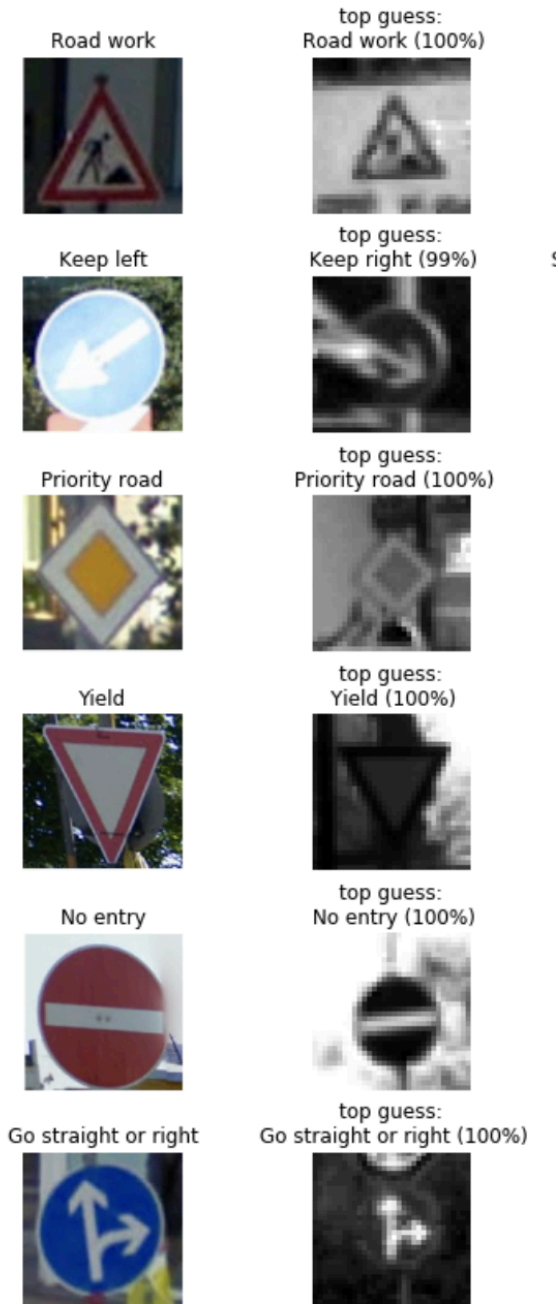 top guess:
Road work
Road work (100%)
top guess:
Keep left
Keep right (99%)
S
top guess:
Priority road
Priority road (100%)
top guess:
Yield
Yield (100%)
top guess:
No entry
No entry (100%)
top guess:
Go straight or right
Go straight or right (100%)